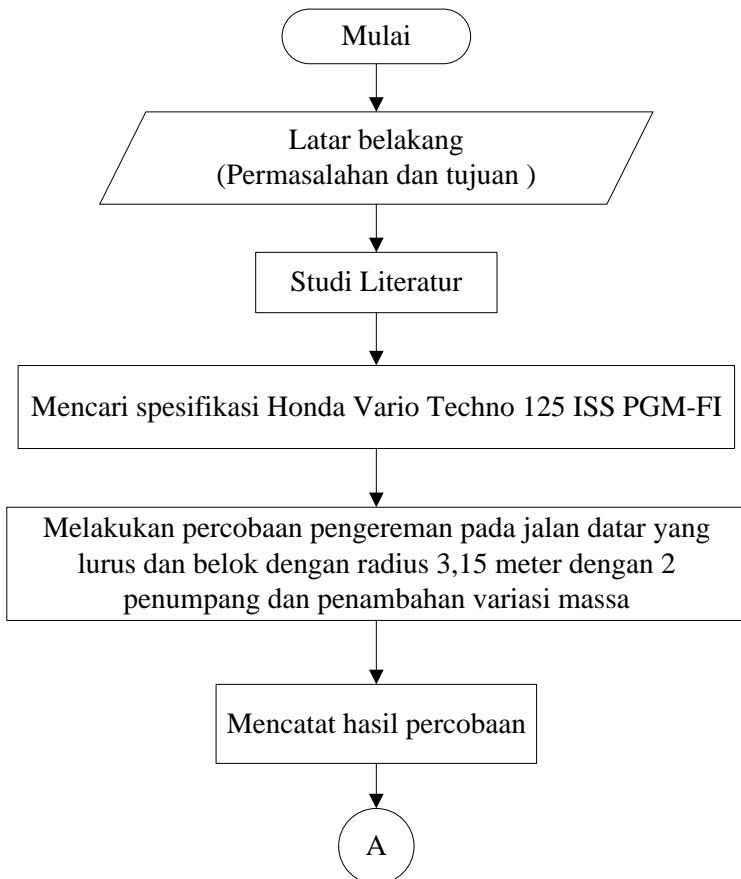 Mulai
Latar belakang
(Permasalahan dan tujuan )
Studi Literatur
Mencari spesifikasi Honda Vario Techno 125 ISS PGM-FI
Melakukan percobaan pengereman pada jalan datar yang
lurus dan belok dengan radius 3,15 meter dengan 2
penumpang dan penambahan variasi massa
Mencatat hasil percobaan
A